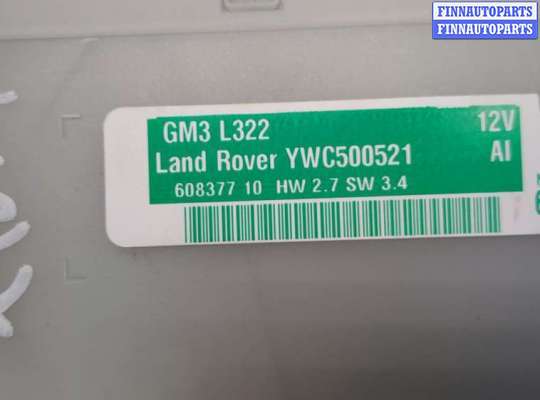 FINNAUTOPARTS
FINNAUTOPARTS
GM3 L322 12V
Land Rover YWC500521 AI
608377 10 HW 2.7 SW 3.4